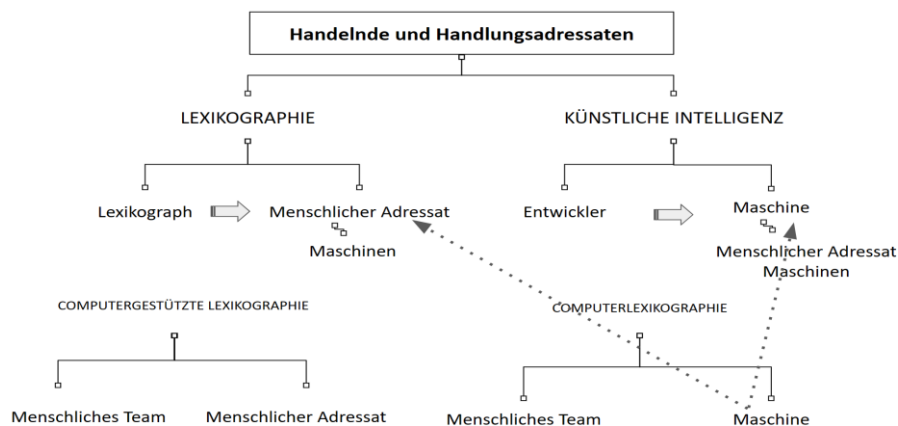 Handelnde und Handlungsadressaten
LEXIKOGRAPHIE
KÜNSTLICHE INTELLIGENZ
Lexikograph
Menschlicher Adressat
Maschinen
Entwickler
Maschine
Menschlicher Adressat
Maschinen
COMPUTERGESTÜTZTE LEXIKOGRAPHIE
COMPUTERLEXIKOGRAPHIE
Menschliches Team
Menschlicher Adressat
Menschliches Team
Maschine